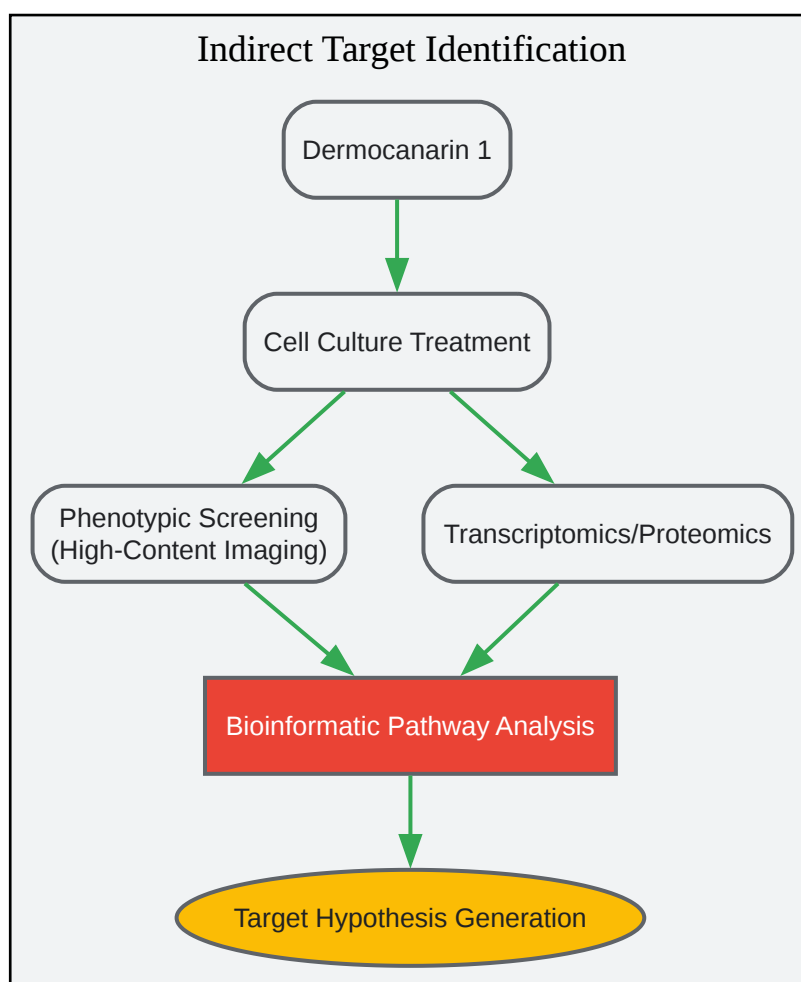 Indirect Target Identification
Dermocanarin 1
Cell Culture Treatment
Phenotypic Screening
(High-Content Imaging)
Transcriptomics/Proteomics
Bioinformatic Pathway Analysis
Target Hypothesis Generation